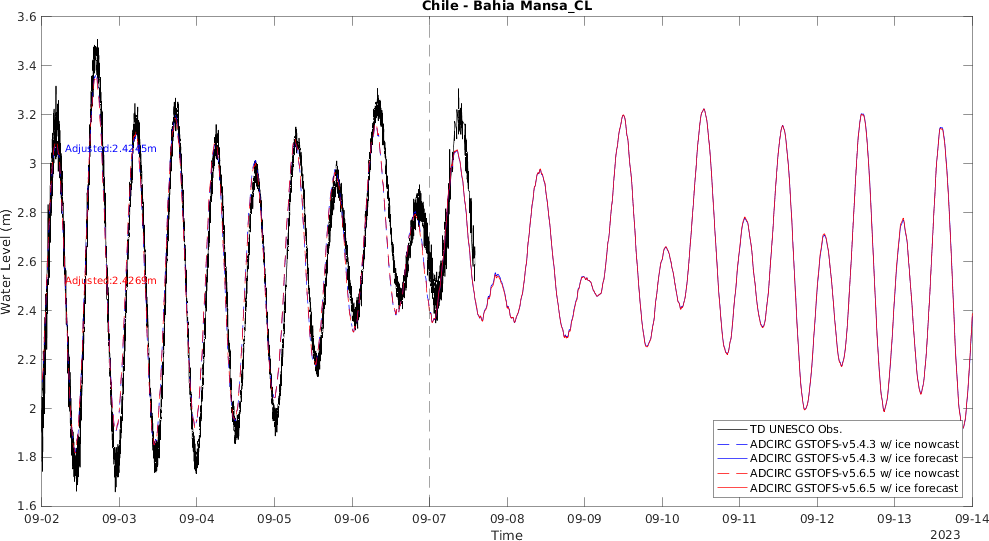 Chile - Bahia Mansa_CL
3.6
3.4
3.2
3
2.8
2.6
2.4
2.2
2
1.8
1.6
Water Level (m)
Adjusted:2.4245m
Adjusted:2.4269m
TD UNESCO Obs.
ADCIRC GSTOFS-v5.4.3 w/ ice nowcast
ADCIRC GSTOFS-v5.4.3 w/ ice forecast
ADCIRC GSTOFS-v5.6.5 w/ ice nowcast
ADCIRC GSTOFS-v5.6.5 w/ ice forecast
09-02 09-03 09-04 09-05 09-06 09-07 09-08 09-09 09-10 09-11 09-12 09-13 09-14
Time
2023